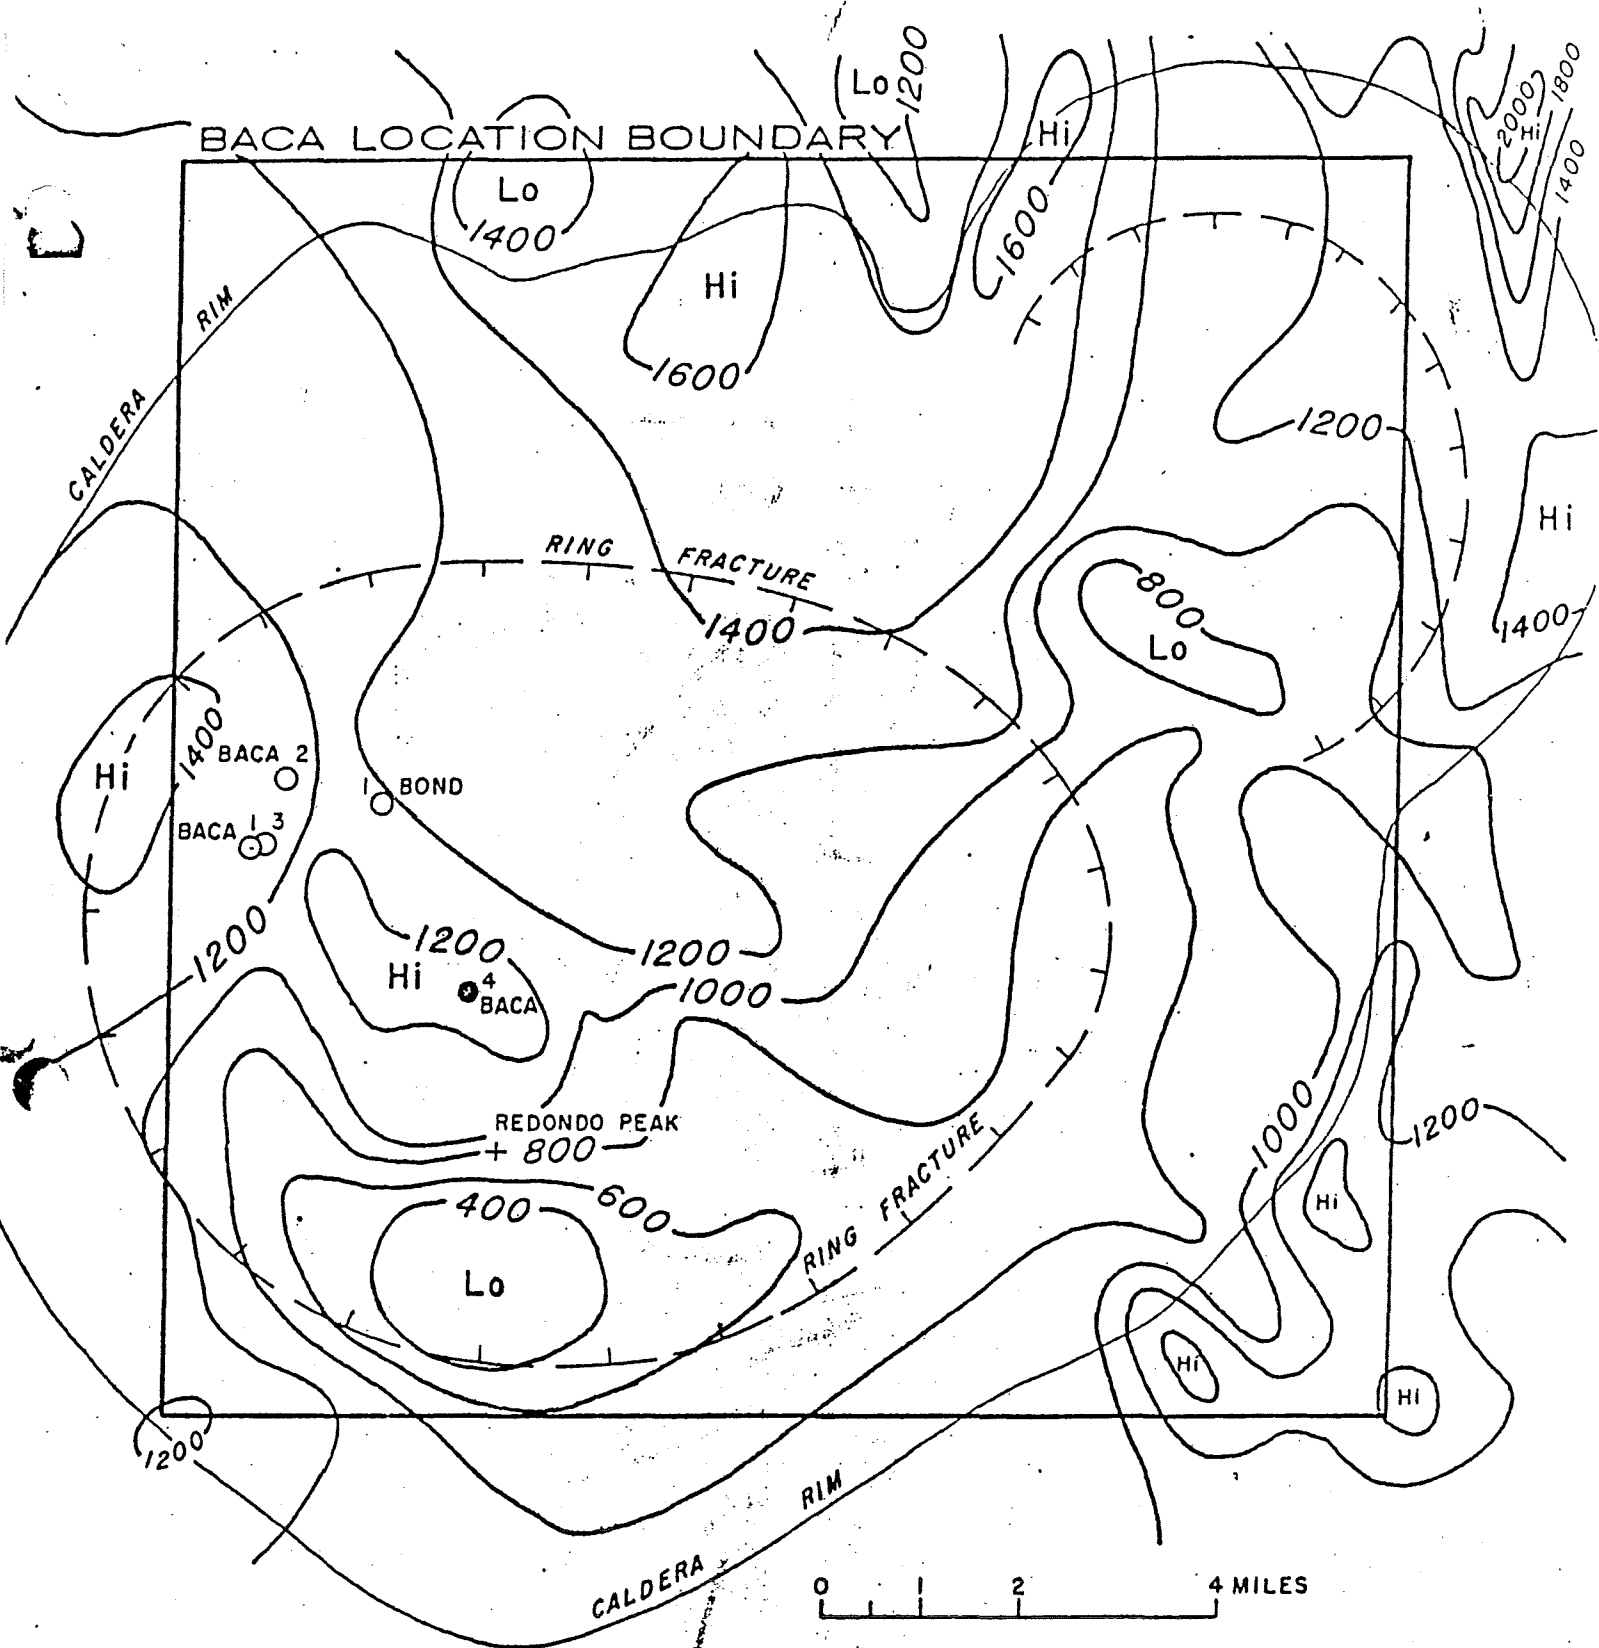 Lo
1200
2000
Hi
1800
1400
BACA LOCATION BOUNDARY
Hi
Lo
1400
1600
Hi
1600
RIM
CALDERA
1200
Hi
1400
RING FRACTURE
1400
800
Lo
Hi
1400
BACA 2
1 BOND
BACA 1 3
1200
1200
Hi
4
BACA
1200
1000
REDONDO PEAK
+ 800
400
600
Lo
RING FRACTURE
1000
1200
Hi
Hi
Hi
1200
RIM
CALDERA
0 1 2 4 MILES